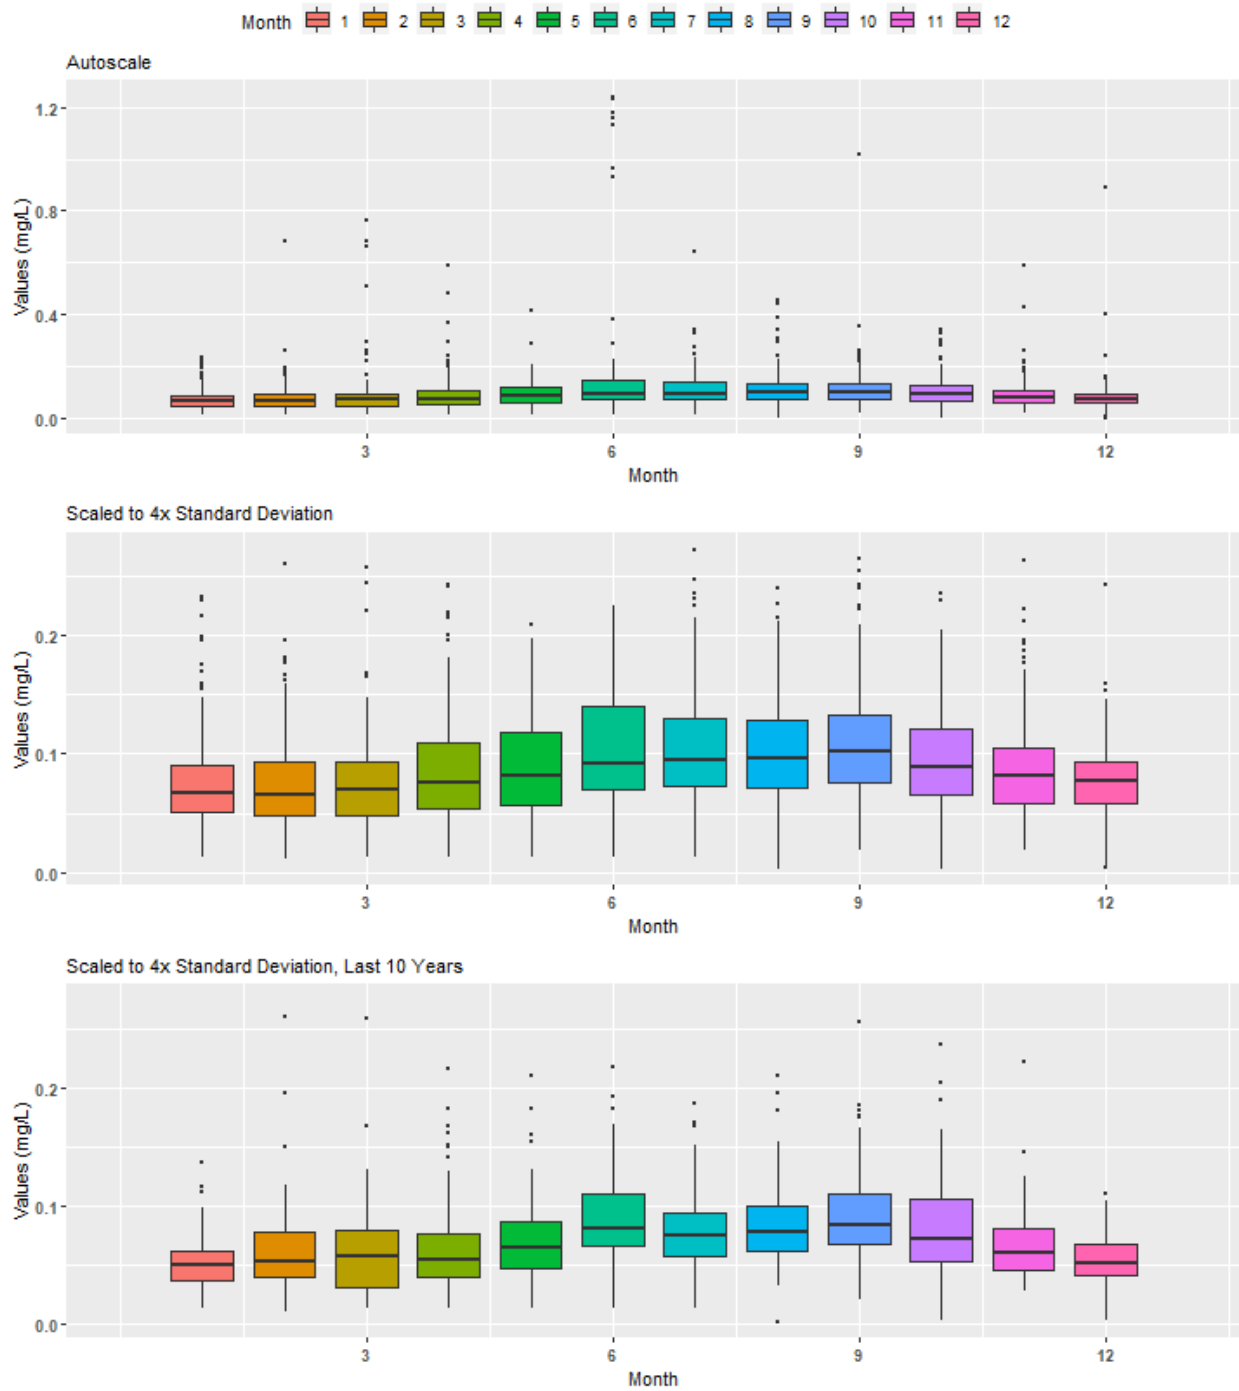 Month 1 2 3 4 5 6 7 8 9 10 11 12
Autoscale
1.2
0.8
0.4
0.0
Values (mg/L)
3 6 9 12
Month
Scaled to 4x Standard Deviation
0.2
0.1
0.0
Values (mg/L)
3 6 9 12
Month
Scaled to 4x Standard Deviation, Last 10 Years
0.2
0.1
0.0
Values (mg/L)
3 6 9 12
Month